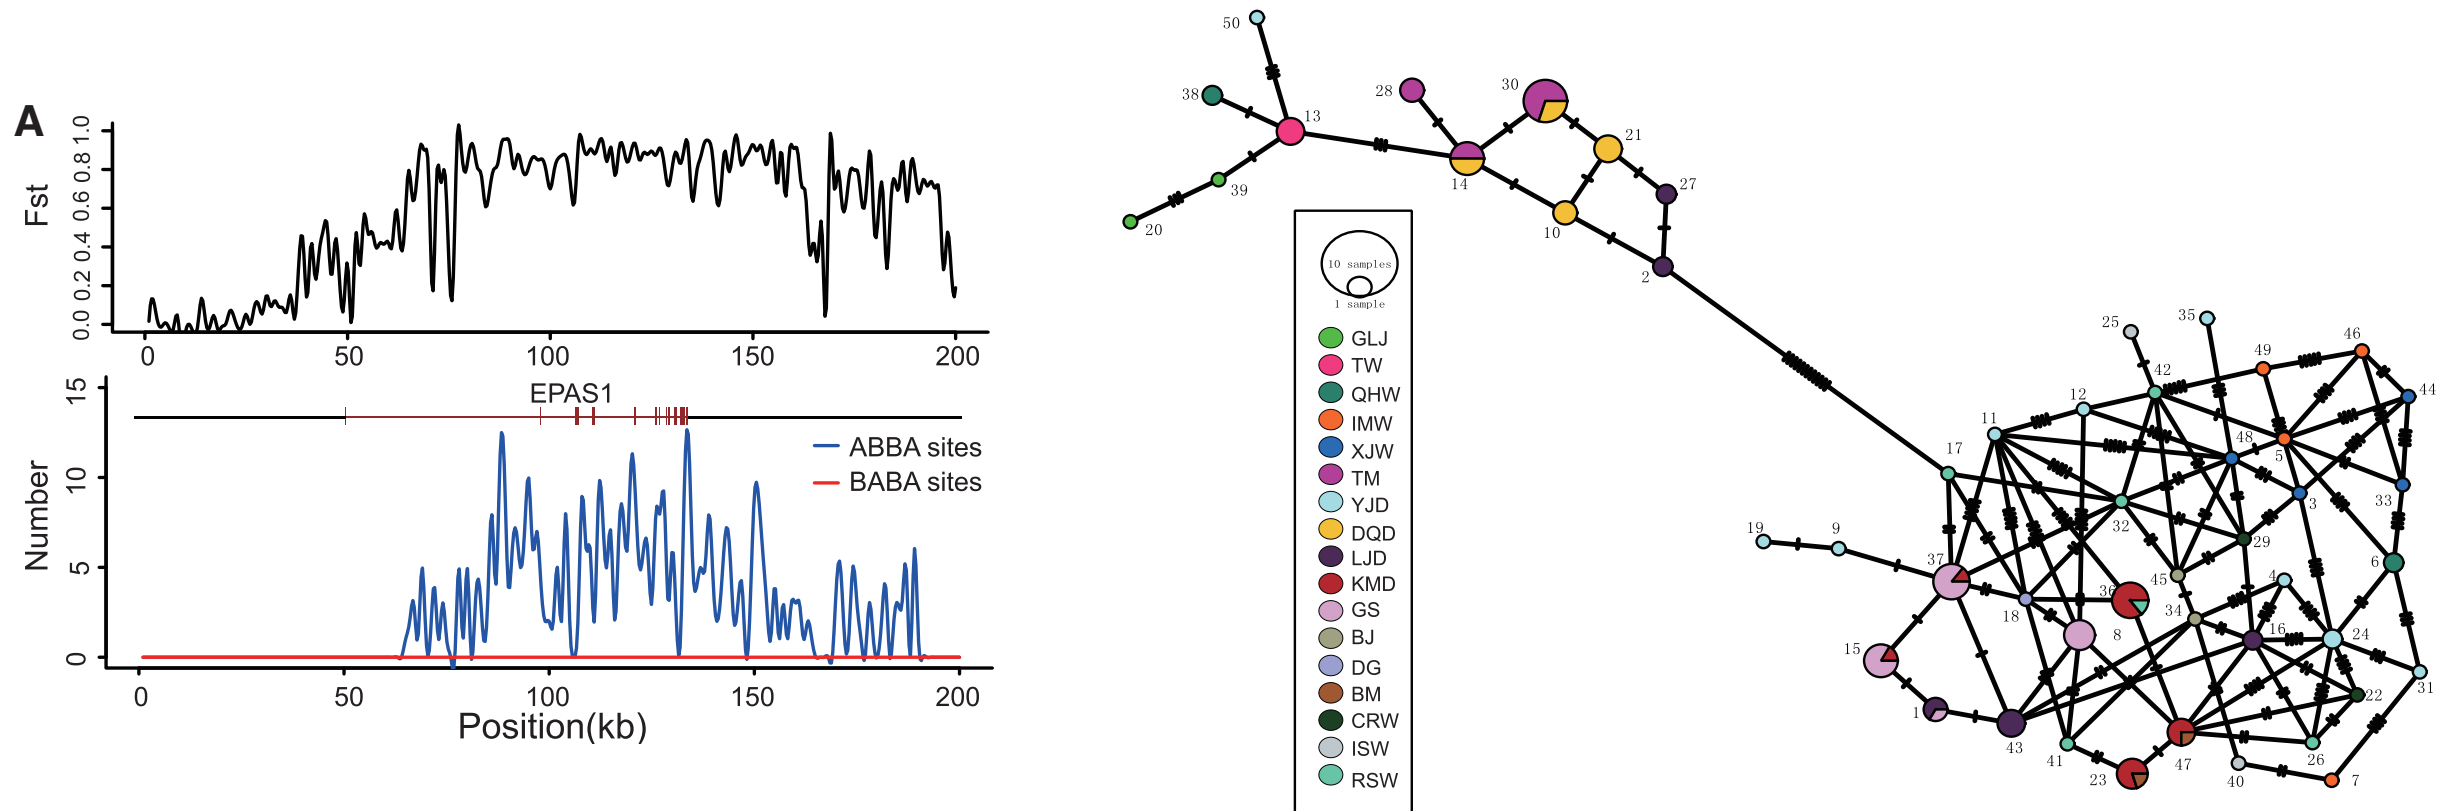 A
Fst
0.0 0.2 0.4 0.6 0.8 1.0
0 50 100 150 200
EPAS1
Number
0 5 10 15
ABBA sites
BABA sites
0 50 100 150 200
Position(kb)
50
38
13
39
20
28
14
30
21
10
27
2
10 samples
1 sample
GLJ
TW
QHW
IMW
XJW
TM
YJD
DQD
LJD
KMD
GS
BJ
DG
BM
CRW
ISW
RSW
25
35
46
49
42
44
12
11
48
5
17
33
3
32
19
9
29
37
6
45
4
36
34
18
8
16
24
15
31
22
1
43
41
23
47
26
40
7